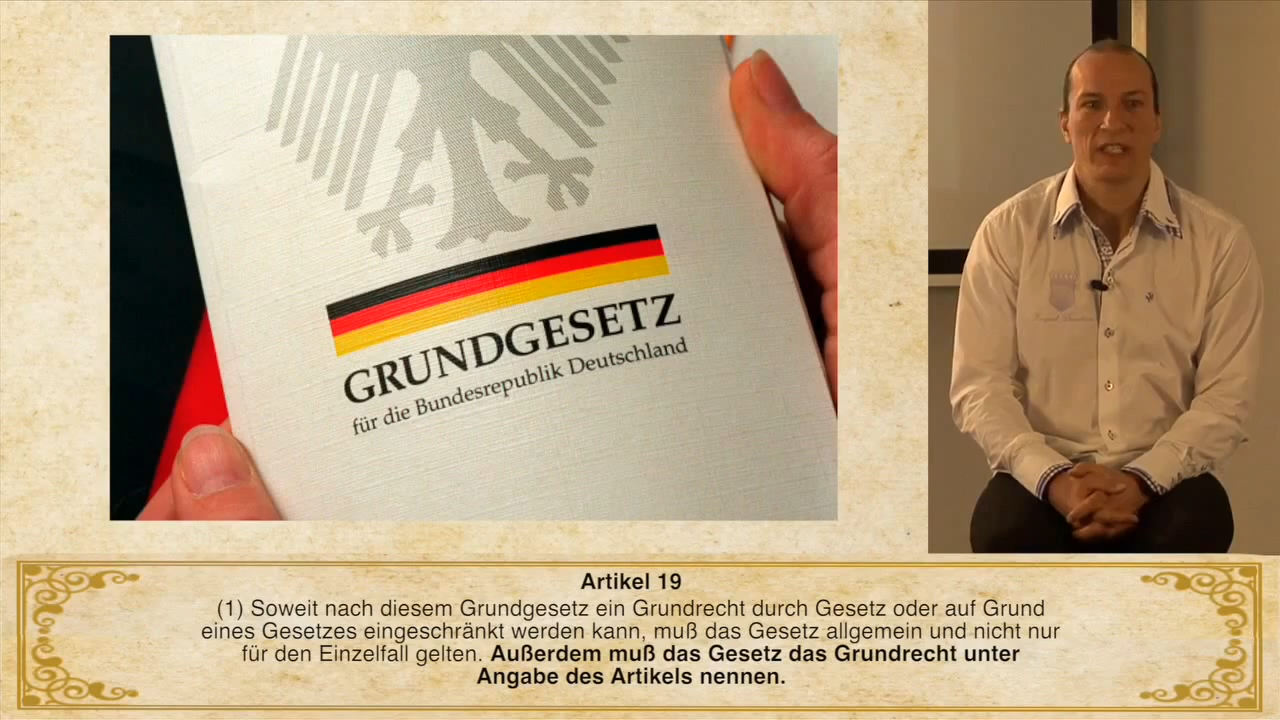 GRUNDGESETZ
für die Bundesrepublik Deutschland
Artikel 19
(1) Soweit nach diesem Grundgesetz ein Grundrecht durch Gesetz oder auf Grund
eines Gesetzes eingeschränkt werden kann, muß das Gesetz allgemein und nicht nur
für den Einzelfall gelten. Außerdem muß das Gesetz das Grundrecht unter
Angabe des Artikels nennen.